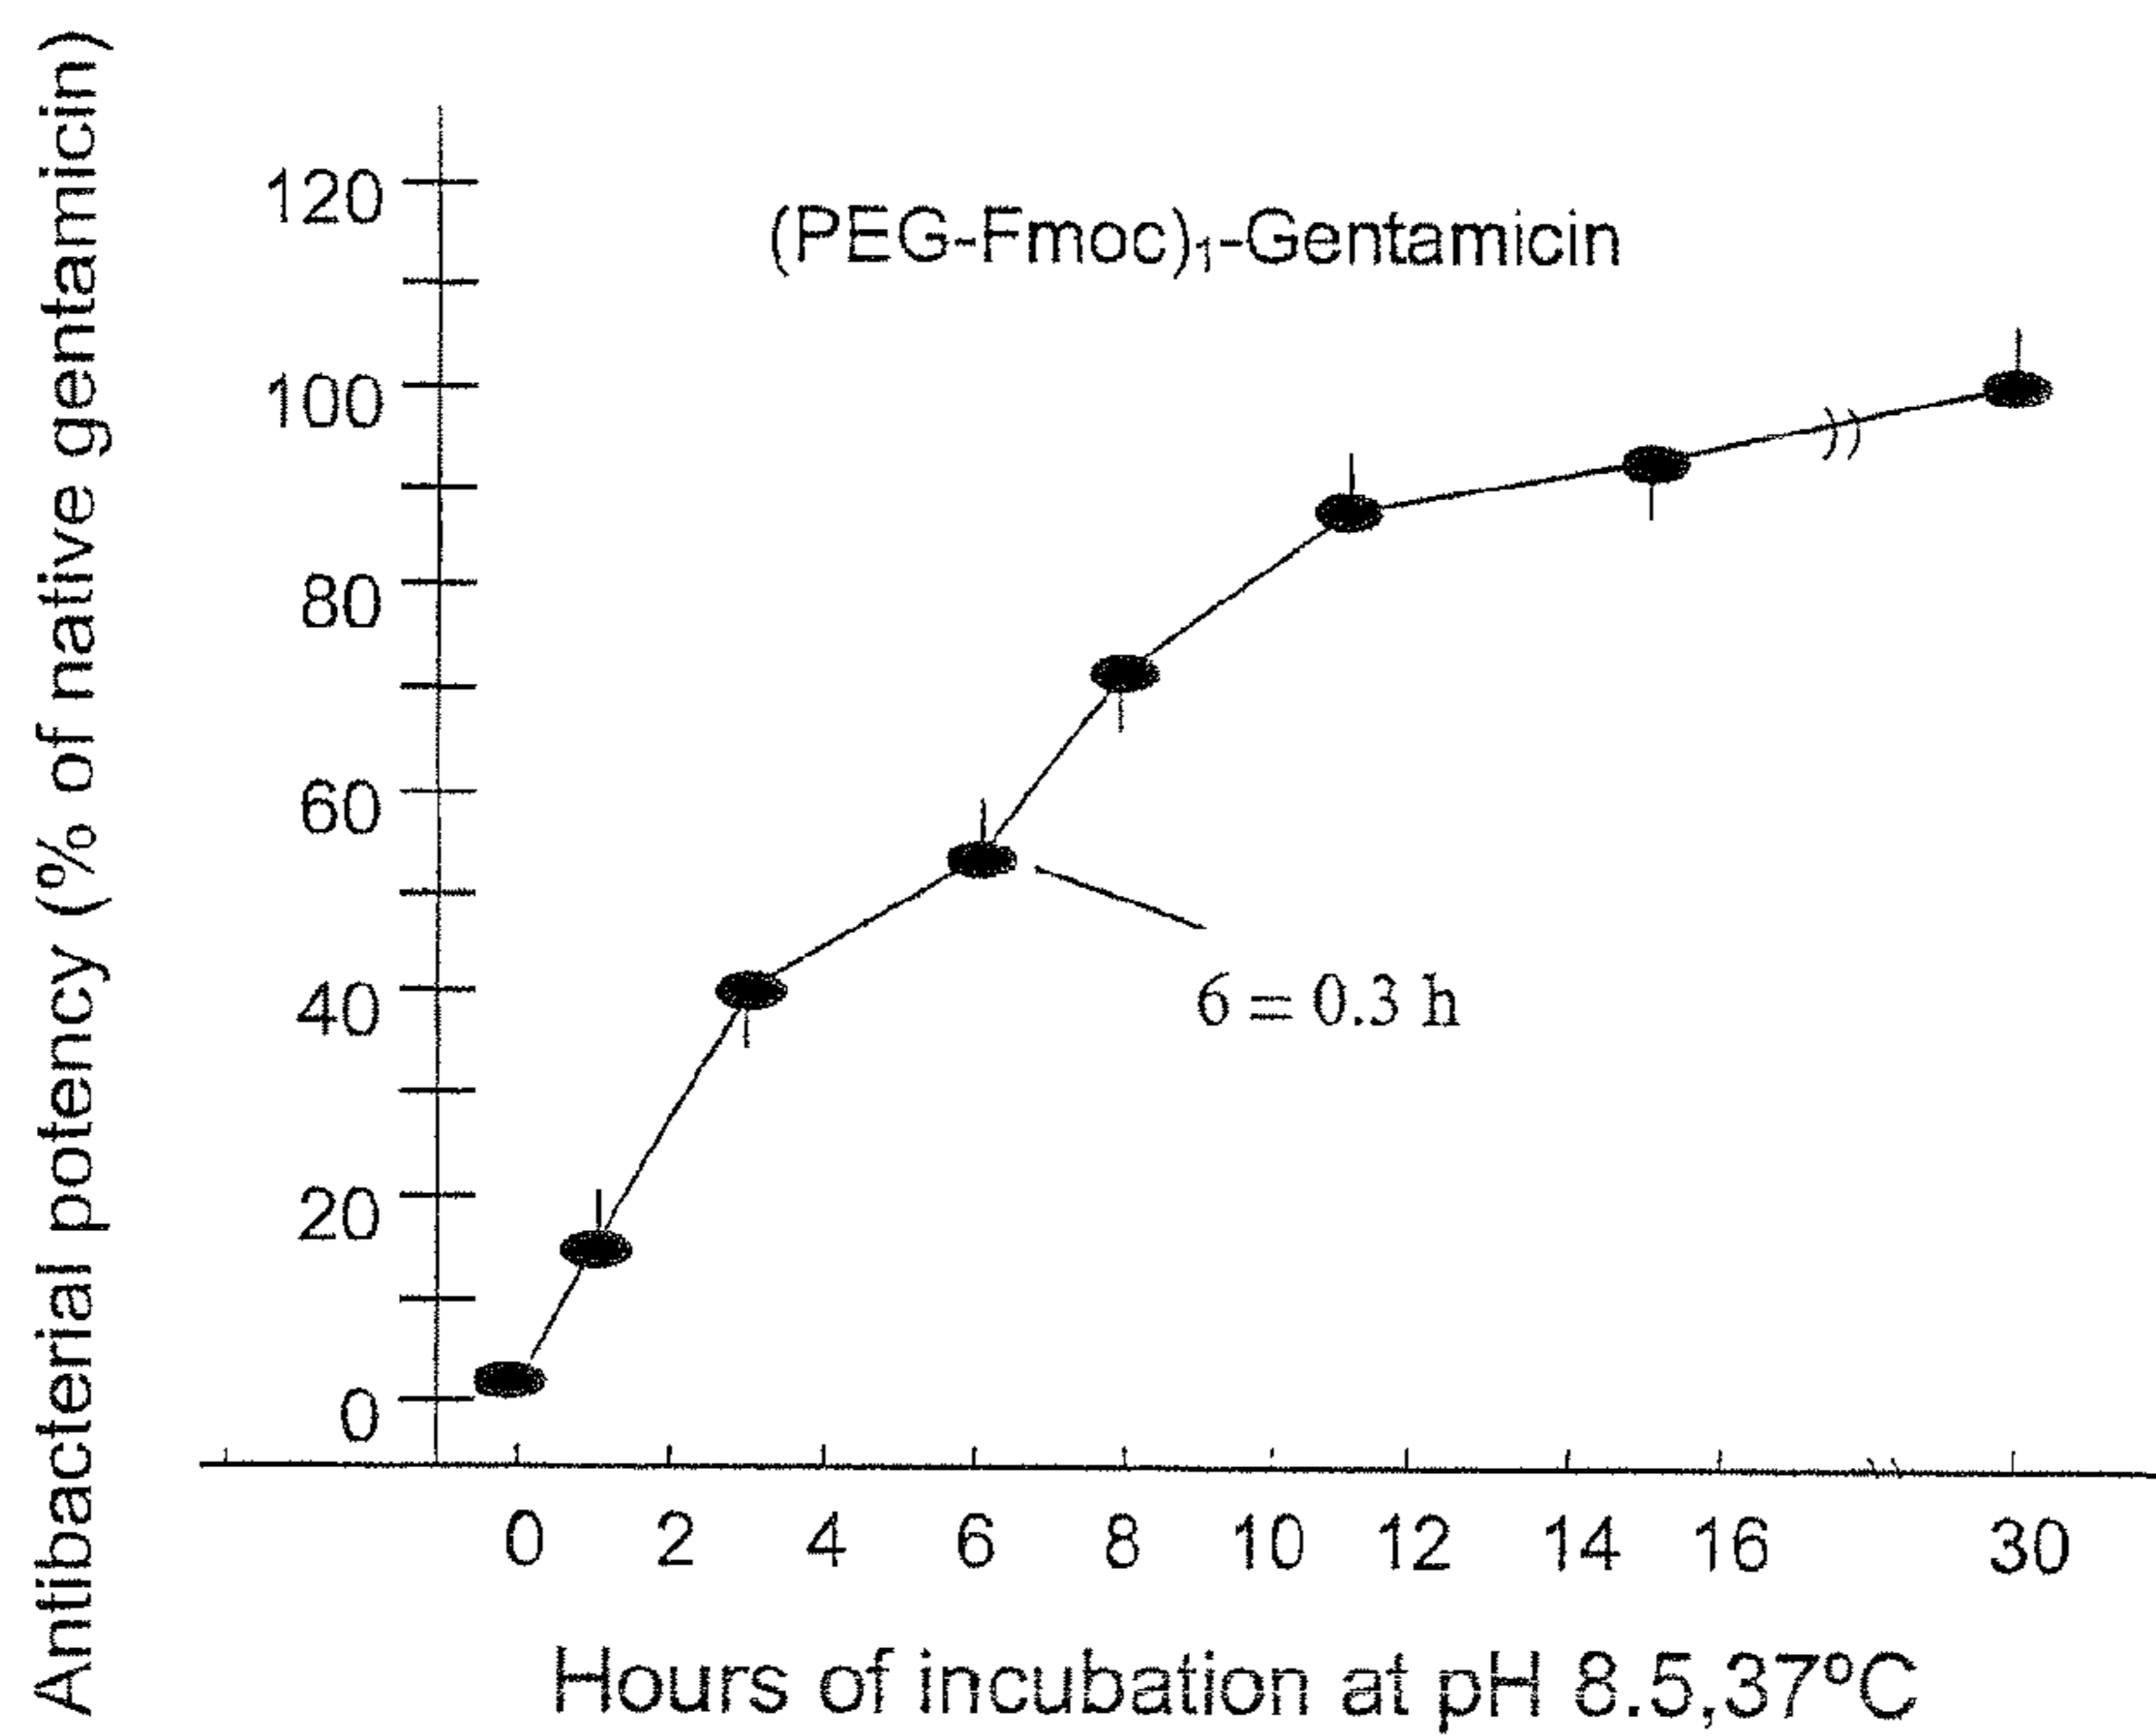 Antibacterial potency (% of native gentamicin)
120
100
80
60
40
20
0
(PEG-Fmoc)₁-Gentamicin
6 = 0.3 h
0 2 4 6 8 10 12 14 16 30
Hours of incubation at pH 8.5,37ºC